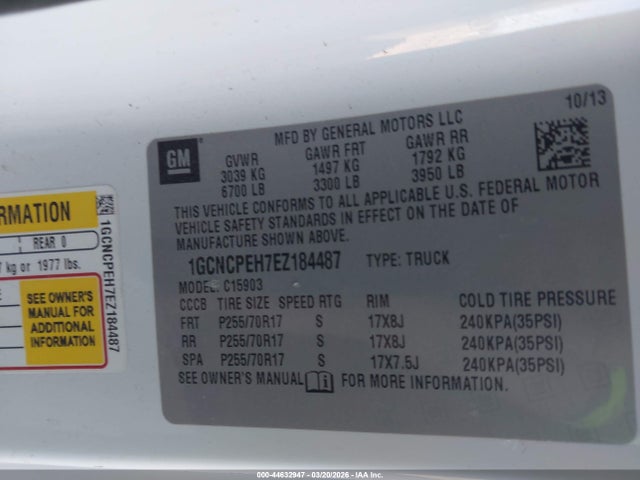 10/13
GM
MFD BY GENERAL MOTORS LLC
GVWR GAWR FRT GAWR RR
3039 KG 1497 KG 1792 KG
6700 LB 3300 LB 3950 LB
THIS VEHICLE CONFORMS TO ALL APPLICABLE U.S. FEDERAL MOTOR
VEHICLE SAFETY STANDARDS IN EFFECT ON THE DATE OF
MANUFACTURE SHOWN ABOVE.
1GCNCPEH7EZ184487 TYPE: TRUCK
MODEL: C15903
CCCB TIRE SIZE SPEED RTG RIM COLD TIRE PRESSURE
FRT P255/70R17 S 17X8J 240KPA(35PSI)
RR P255/70R17 S 17X8J 240KPA(35PSI)
SPA P255/70R17 S 17X7.5J 240KPA(35PSI)
SEE OWNER'S MANUAL FOR MORE INFORMATION.
RMATION
REAR 0
7 kg or 1977 lbs.
SEE OWNER'S
MANUAL FOR
ADDITIONAL
INFORMATION
1GCNCPEH7EZ184487
000-44632947 - 03/20/2026 - IAA Inc.